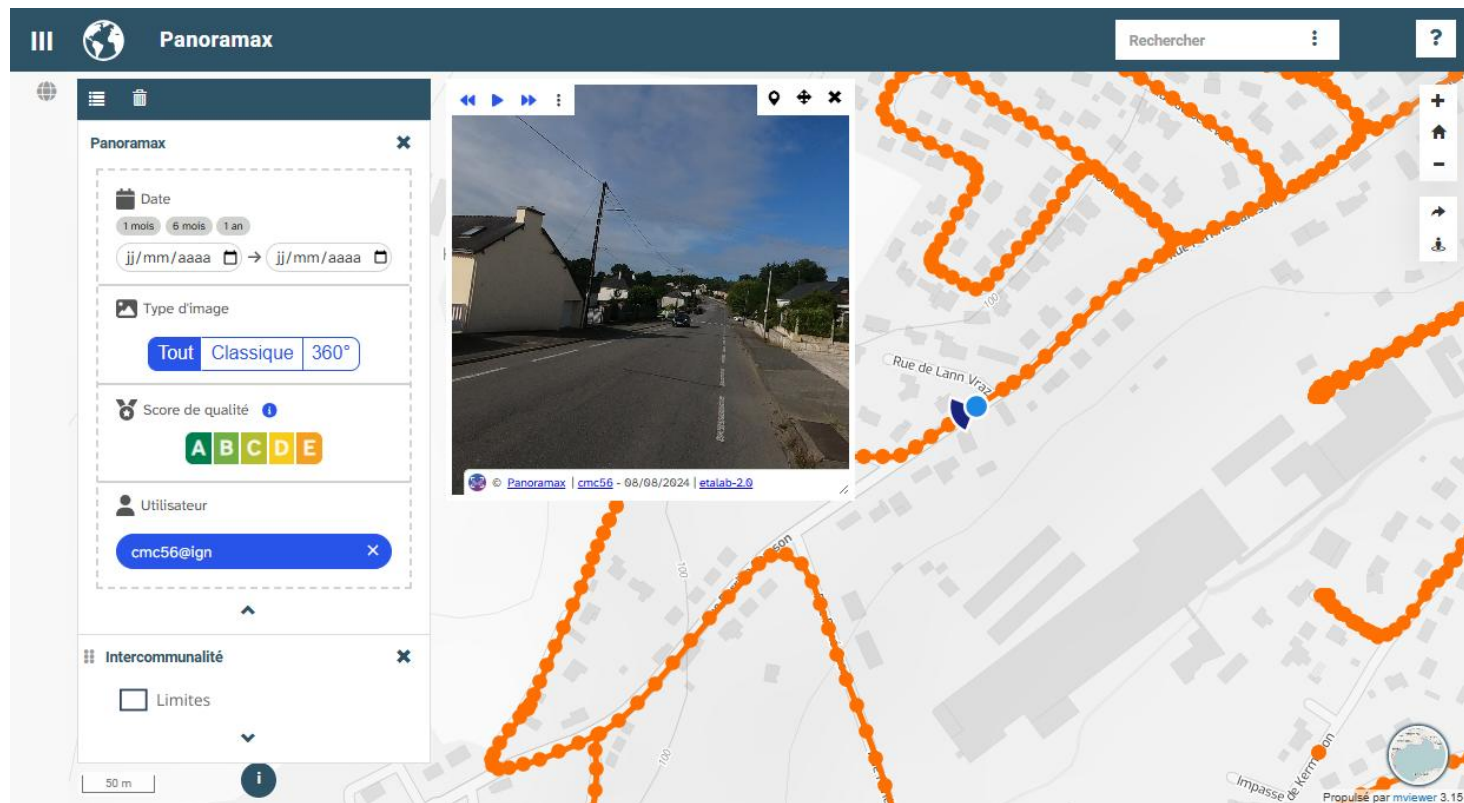 Panoramax
Rechercher
?
Panoramax
Date
1 mois 6 mois 1 an
jj/mm/aaaa → jj/mm/aaaa
Type d'image
Tout Classique 360°
Score de qualité
A B C D E
Utilisateur
cmc56@ign
Intercommunalité
Limites
50 m
i
© Panoramax | cmc56 - 08/08/2024 | etalab-2.0
100
Rue de Lann Vraz
100
100
Impasse de Kermon
Propulsé par mviewer 3.15